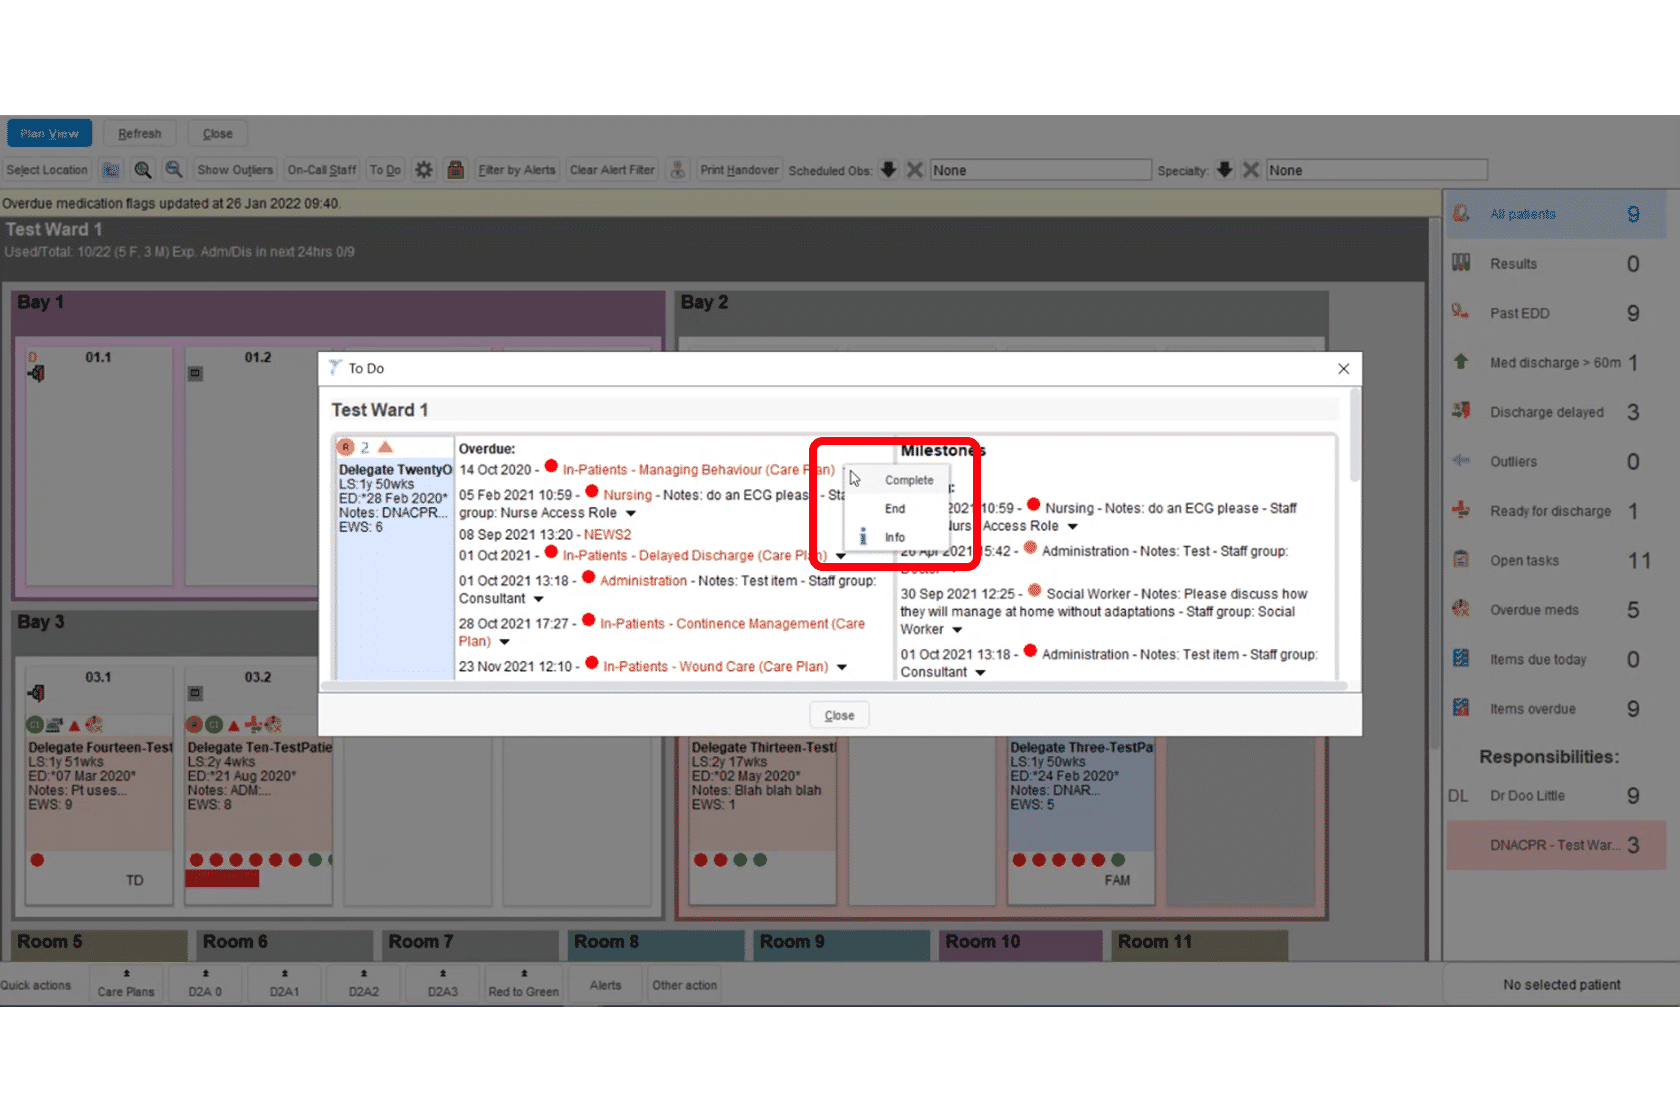 Plan View
Refresh
Close
Select Location
Show Outliers
On-Call Staff
To Do
Filter by Alerts
Clear Alert Filter
Print Handover
Scheduled Obs:
None
Specialty:
None
Overdue medication flags updated at 26 Jan 2022 09:40.
Test Ward 1
Used/Total: 10/22 (5 F, 3 M) Exp. Adm/Dis in next 24hrs 0/9
Bay 1
Bay 2
D 01.1
01.2
To Do
Test Ward 1
R 2
Delegate TwentyO
LS:1y 50wks
ED:*28 Feb 2020*
Notes: DNACPR...
EWS: 6
Overdue:
14 Oct 2020 - In-Patients - Managing Behaviour (Care Plan)
05 Feb 2021 10:59 - Nursing - Notes: do an ECG please - Sta
group: Nurse Access Role
08 Sep 2021 13:20 - NEWS2
01 Oct 2021 - In-Patients - Delayed Discharge (Care Plan)
01 Oct 2021 13:18 - Administration - Notes: Test item - Staff group:
Consultant
28 Oct 2021 17:27 - In-Patients - Continence Management (Care
Plan)
23 Nov 2021 12:10 - In-Patients - Wound Care (Care Plan)
Complete
End
Info
Milestones
2021 10:59 - Nursing - Notes: do an ECG please - Staff
Nurse Access Role
26 Apr 2021 15:42 - Administration - Notes: Test - Staff group:
Doctor
30 Sep 2021 12:25 - Social Worker - Notes: Please discuss how
they will manage at home without adaptations - Staff group: Social
Worker
01 Oct 2021 13:18 - Administration - Notes: Test item - Staff group:
Consultant
Close
Bay 3
03.1
C1
Delegate Fourteen-Test
LS:1y 51wks
ED:*07 Mar 2020*
Notes: Pt uses...
EWS: 9
TD
03.2
R C1
Delegate Ten-TestPatie
LS:2y 4wks
ED:*21 Aug 2020*
Notes: ADM:...
EWS: 8
Delegate Thirteen-Test
LS:2y 17wks
ED:*02 May 2020*
Notes: Blah blah blah
EWS: 1
Delegate Three-TestPa
LS:1y 50wks
ED:*24 Feb 2020*
Notes: DNAR...
EWS: 5
FAM
Room 5
Room 6
Room 7
Room 8
Room 9
Room 10
Room 11
Quick actions
Care Plans
D2A 0
D2A1
D2A2
D2A3
Red to Green
Alerts
Other action
All patients 9
Results 0
Past EDD 9
Med discharge > 60m 1
Discharge delayed 3
Outliers 0
Ready for discharge 1
Open tasks 11
Overdue meds 5
Items due today 0
Items overdue 9
Responsibilities:
DL Dr Doo Little 9
DNACPR - Test War... 3
No selected patient